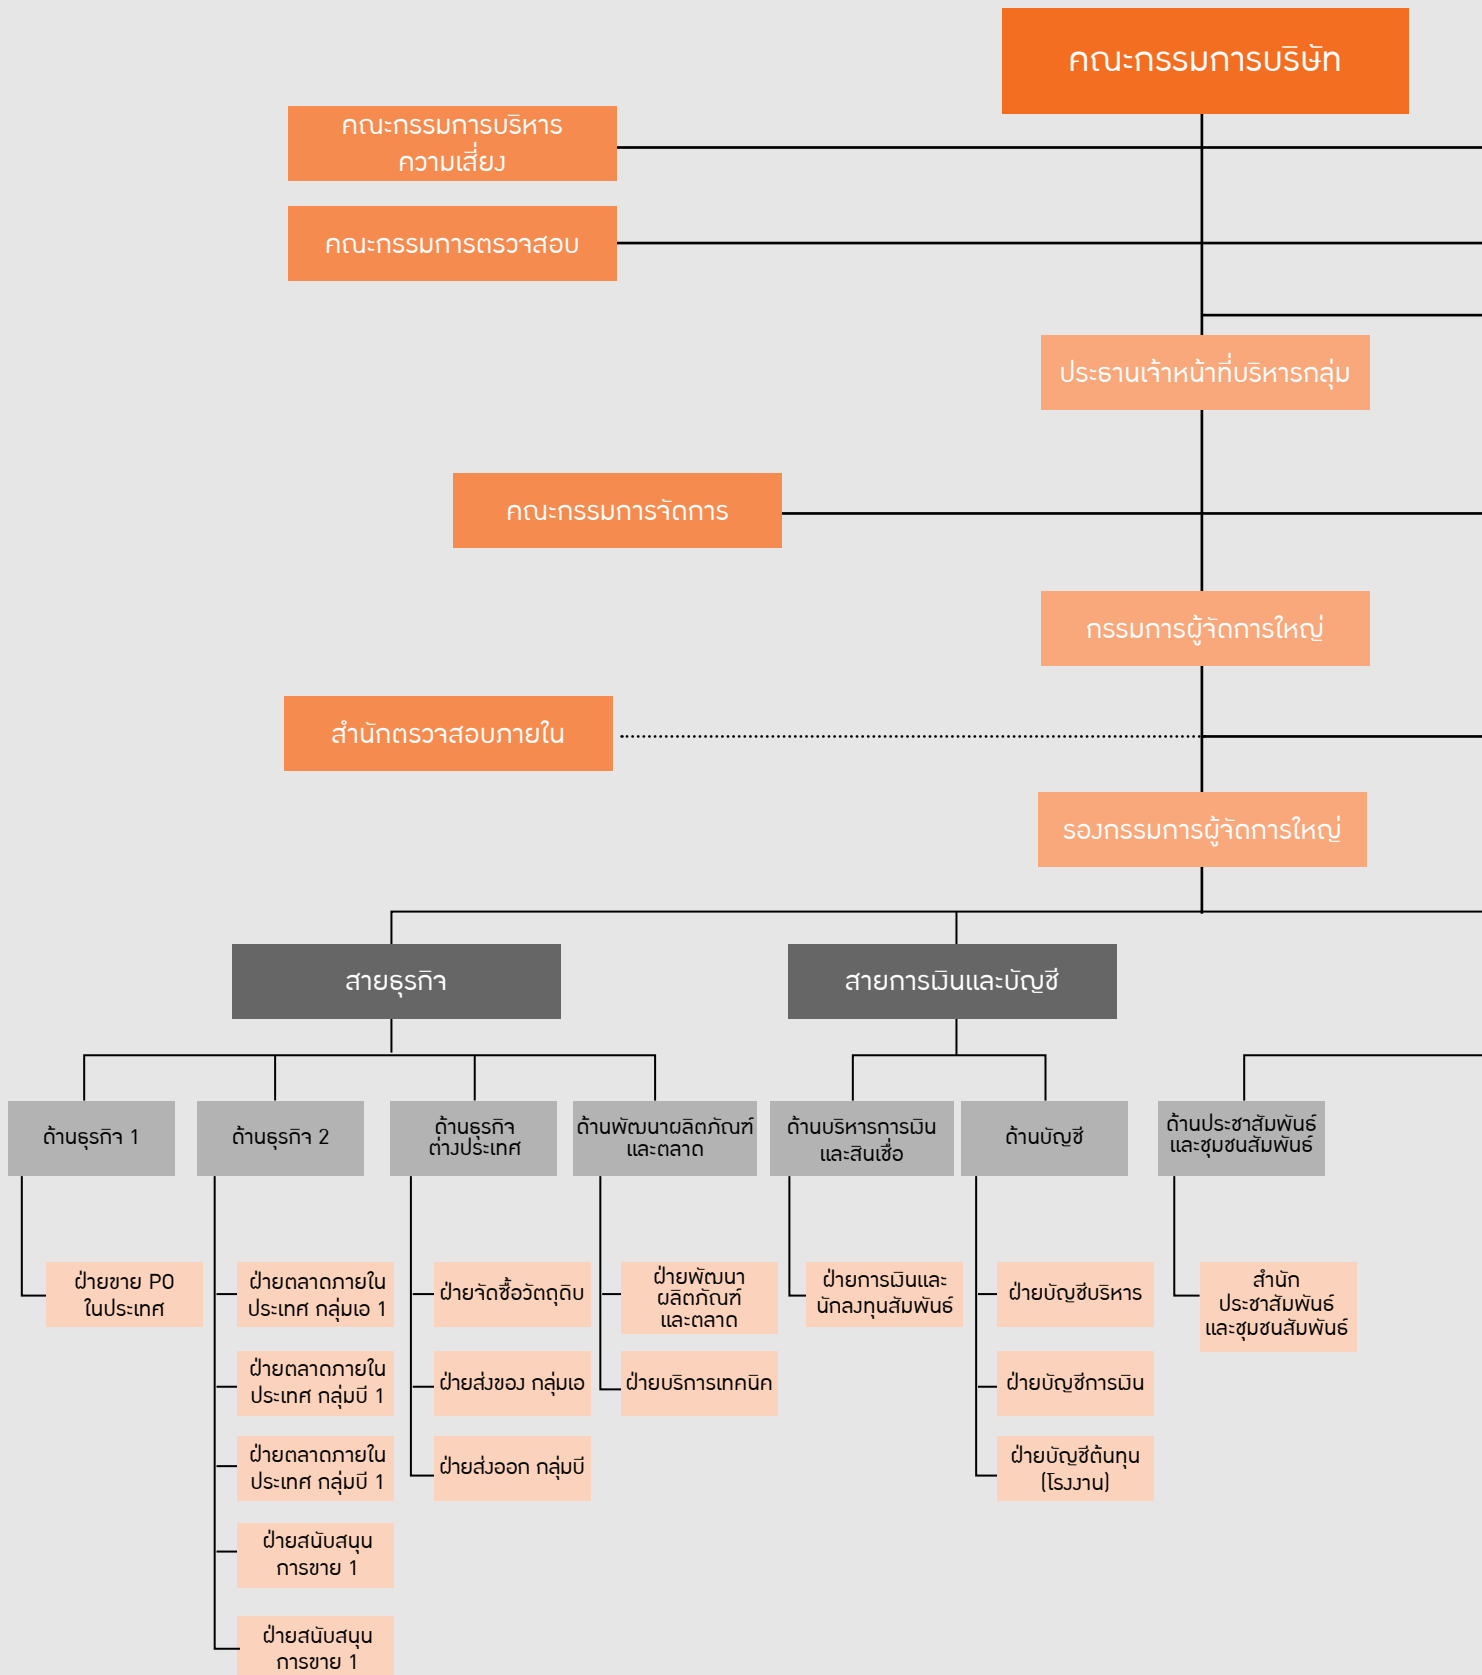 คณะกรรมการบริษัท
คณะกรรมการบริหาร
ความเสี่ยง
คณะกรรมการตรวจสอบ
ประธานเจ้าหน้าที่บริหารกลุ่ม
คณะกรรมการจัดการ
กรรมการผู้จัดการใหญ่
สำนักตรวจสอบภายใน
รองกรรมการผู้จัดการใหญ่
สายธุรกิจ
สายการเงินและบัญชี
ด้านธุรกิจ 1
ด้านธุรกิจ 2
ด้านธุรกิจ
ต่างประเทศ
ด้านพัฒนาผลิตภัณฑ์
และตลาด
ด้านบริหารการเงิน
และสินเชื่อ
ด้านบัญชี
ด้านประชาสัมพันธ์
และชุมชนสัมพันธ์
ฝ่ายขาย PO
ในประเทศ
ฝ่ายตลาดภายใน
ประเทศ กลุ่มเอ 1
ฝ่ายตลาดภายใน
ประเทศ กลุ่มบี 1
ฝ่ายตลาดภายใน
ประเทศ กลุ่มบี 1
ฝ่ายสนับสนุน
การขาย 1
ฝ่ายสนับสนุน
การขาย 1
ฝ่ายจัดซื้อวัตถุดิบ
ฝ่ายส่งของ กลุ่มเอ
ฝ่ายส่งออก กลุ่มบี
ฝ่ายพัฒนา
ผลิตภัณฑ์
และตลาด
ฝ่ายบริการเทคนิค
ฝ่ายการเงินและ
นักลงทุนสัมพันธ์
ฝ่ายบัญชีบริหาร
ฝ่ายบัญชีการเงิน
ฝ่ายบัญชีต้นทุน
(โรงงาน)
สำนัก
ประชาสัมพันธ์
และชุมชนสัมพันธ์